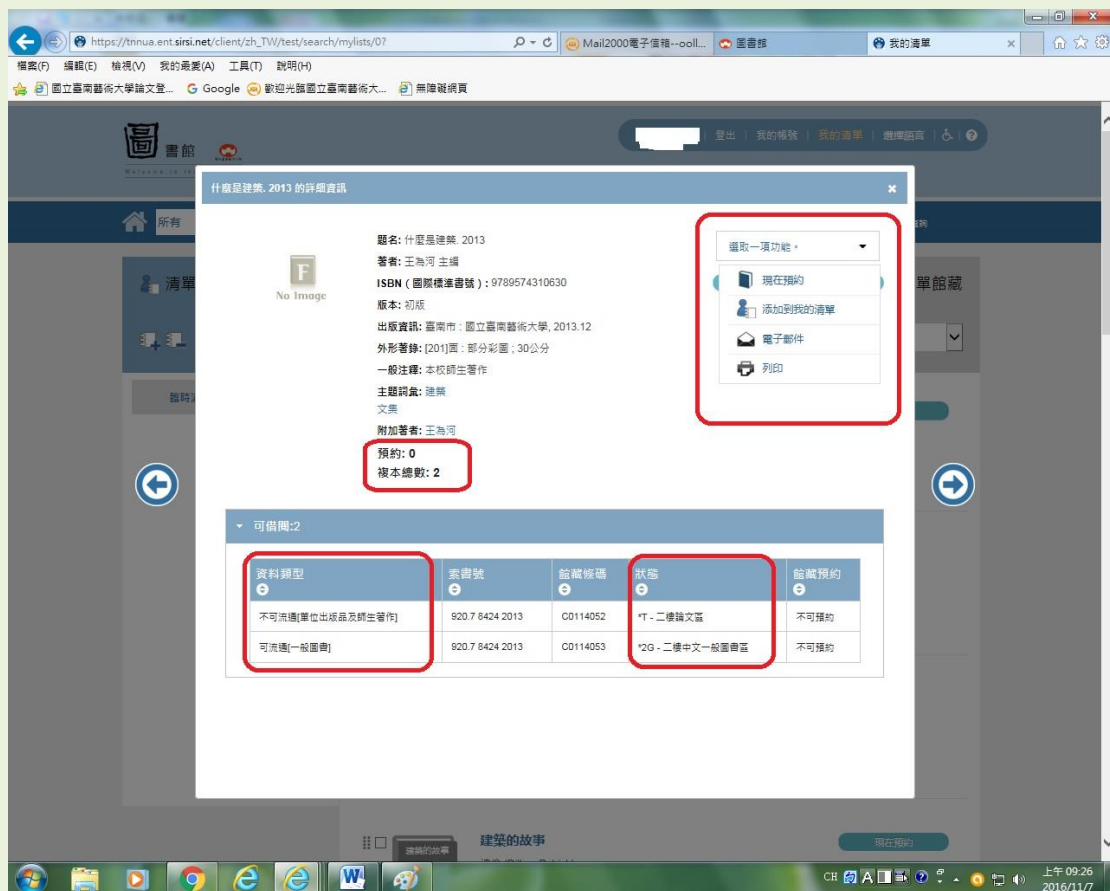 https://tnnua.ent.sirsi.net/client/zh_TW/test/search/mylists/0?
Mail2000電子信箱--ooll...
圖書館
我的清單
檔案(F) 編輯(E) 檢視(V) 我的最愛(A) 工具(T) 說明(H)
國立臺南藝術大學論文登... Google 歡迎光臨國立臺南藝術大... 無障礙網頁
圖書館
登出 | 我的帳號 | 我的清單 | 選擇語言
所有
什麼是建築. 2013 的詳細資訊
清單
單館藏
No Image
題名: 什麼是建築. 2013
著者: 王為河 主編
ISBN ( 國際標準書號 ) : 9789574310630
版本: 初版
出版資訊: 臺南市 : 國立臺南藝術大學, 2013.12
外形著錄: [201]面 : 部分彩圖 ; 30公分
一般注釋: 本校師生著作
主題詞彙: 建築
文集
附加著者: 王為河
預約: 0
複本總數: 2
選取一項功能。
現在預約
添加到我的清單
電子郵件
列印
臨時
可借閱:2
資料類型 索書號 館藏條碼 狀態 館藏預約
不可流通[單位出版品及師生著作] 920.7 8424 2013 C0114052 *T - 二樓論文區 不可預約
可流通[一般圖書] 920.7 8424 2013 C0114053 *2G - 二樓中文一般圖書區 不可預約
建築的故事
建築的故事
現在預約
CH
上午 09:26
2016/11/7